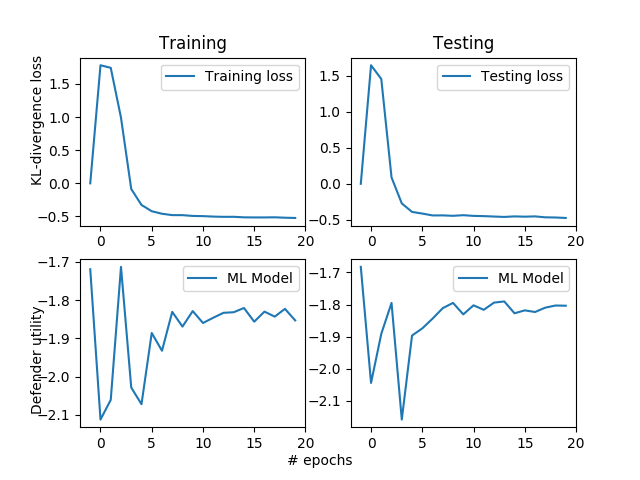 Training
Testing
KL-divergence loss
Training loss
1.5
1.0
0.5
0.0
−0.5
0 5 10 15 20
Testing loss
1.5
1.0
0.5
0.0
−0.5
0 5 10 15 20
Defender utility
ML Model
−1.7
−1.8
−1.9
−2.0
−2.1
0 5 10 15 20
ML Model
−1.7
−1.8
−1.9
−2.0
−2.1
0 5 10 15 20
# epochs